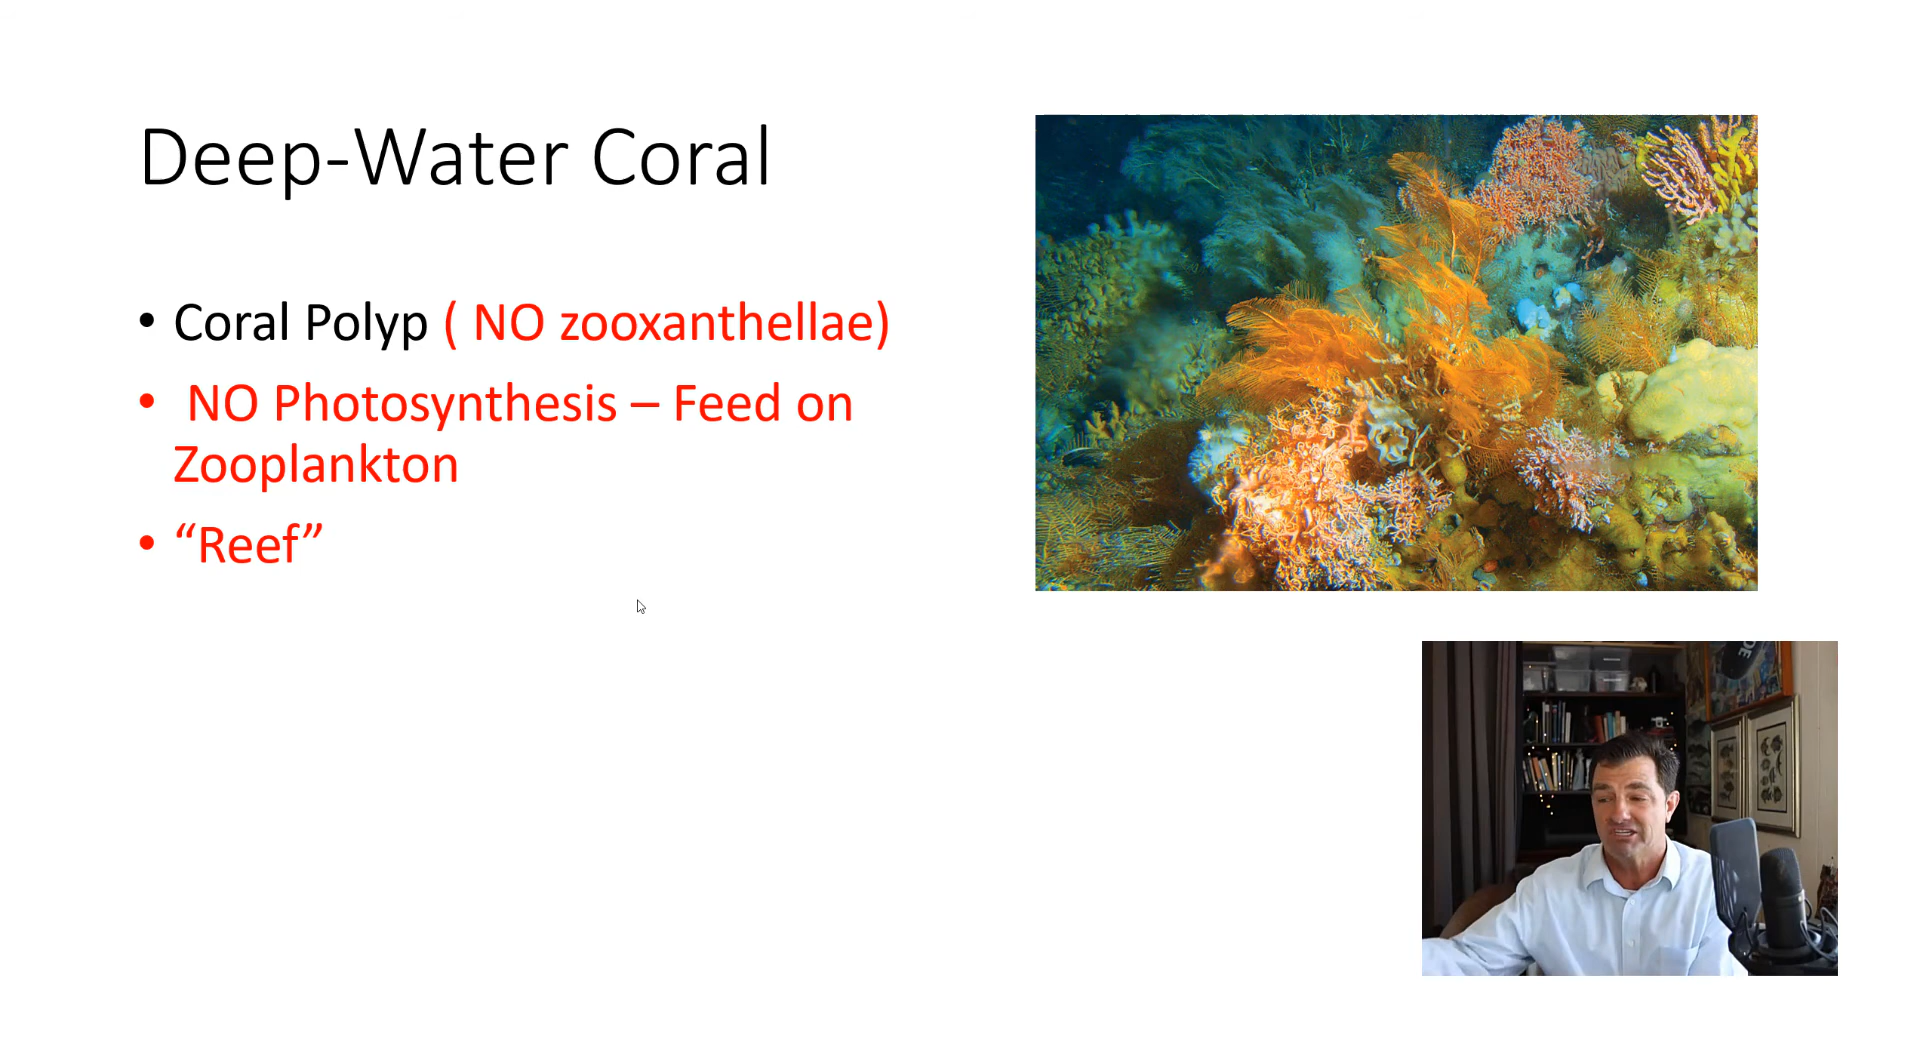 Deep-Water Coral
• Coral Polyp ( NO zooxanthellae)
• NO Photosynthesis – Feed on
Zooplankton
• “Reef”